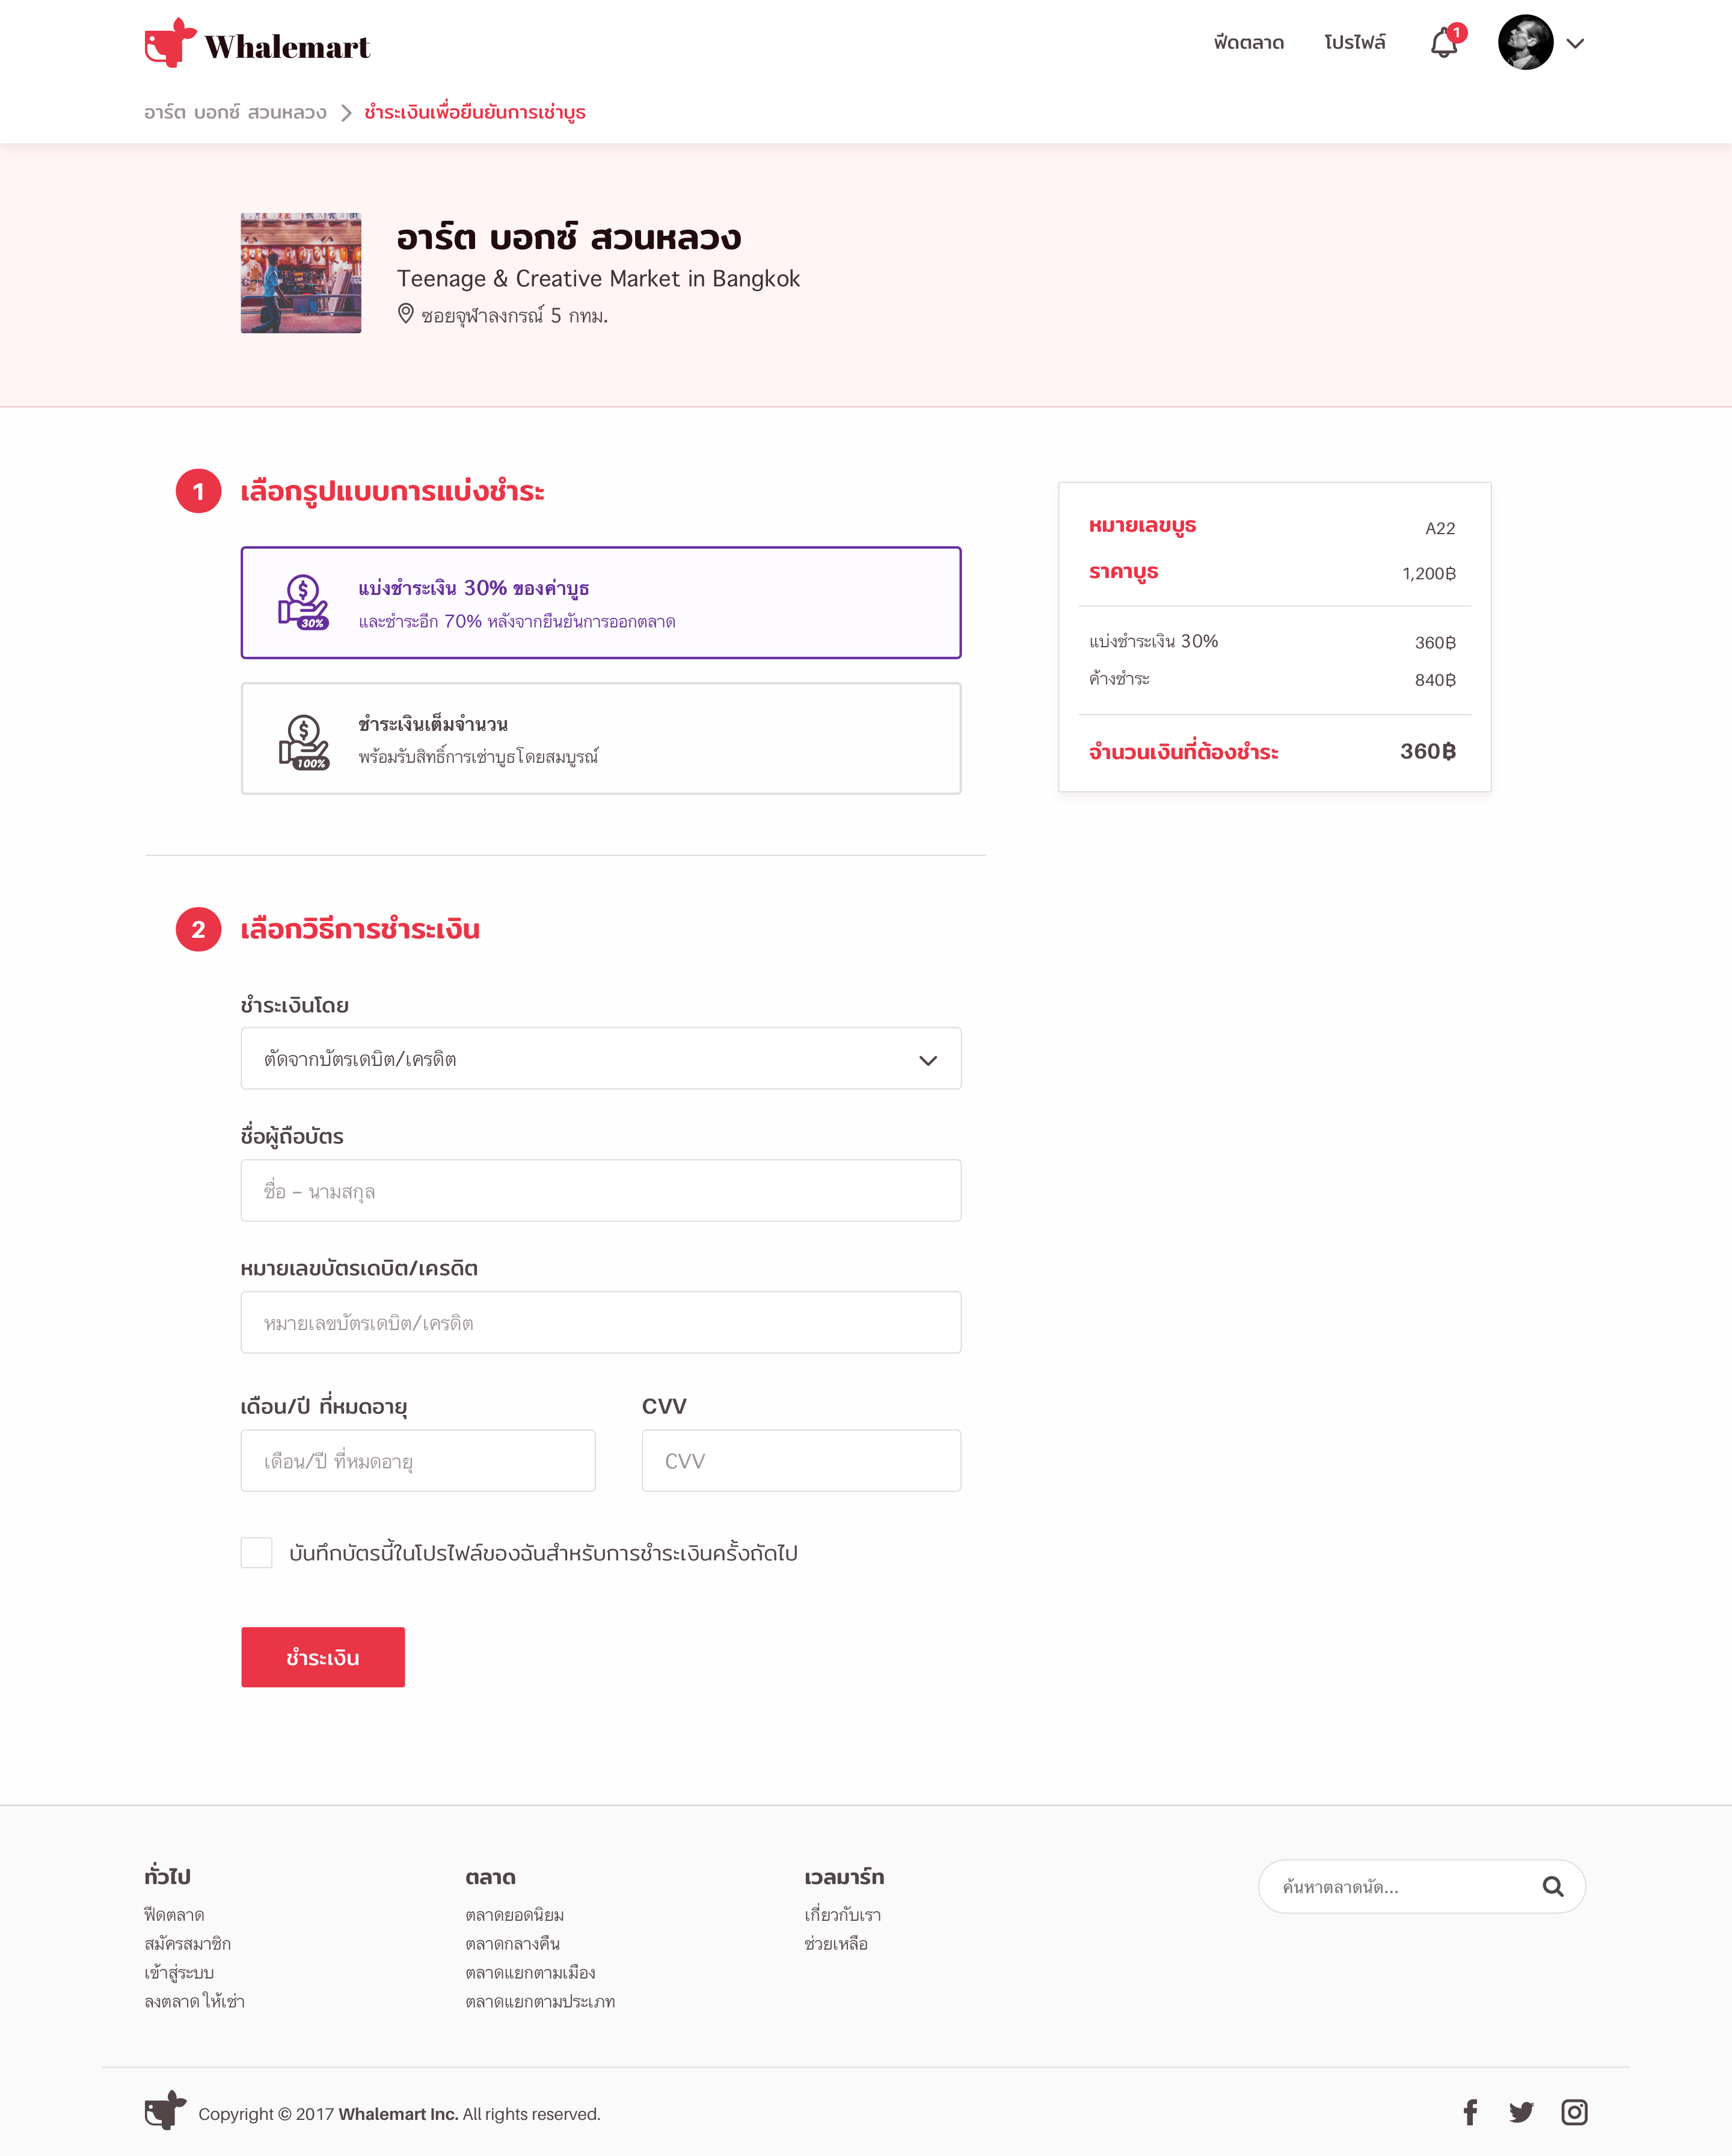 Whalemart
ฟีดตลาด
โปรไฟล์
1
อาร์ต บอกซ์ สวนหลวง
ชำระเงินเพื่อยืนยันการเช่าบูธ
อาร์ต บอกซ์ สวนหลวง
Teenage & Creative Market in Bangkok
ซอยจุฬาลงกรณ์ 5 กทม.
1 เลือกรูปแบบการแบ่งชำระ
30%
แบ่งชำระเงิน 30% ของค่าบูธ
และชำระอีก 70% หลังจากยืนยันการออกตลาด
100%
ชำระเงินเต็มจำนวน
พร้อมรับสิทธิ์การเช่าบูธโดยสมบูรณ์
หมายเลขบูธ A22
ราคาบูธ 1,200฿
แบ่งชำระเงิน 30% 360฿
ค้างชำระ 840฿
จำนวนเงินที่ต้องชำระ 360฿
2 เลือกวิธีการชำระเงิน
ชำระเงินโดย
ตัดจากบัตรเดบิต/เครดิต
ชื่อผู้ถือบัตร
ชื่อ – นามสกุล
หมายเลขบัตรเดบิต/เครดิต
หมายเลขบัตรเดบิต/เครดิต
เดือน/ปี ที่หมดอายุ
เดือน/ปี ที่หมดอายุ
CVV
CVV
บันทึกบัตรนี้ในโปรไฟล์ของฉันสำหรับการชำระเงินครั้งถัดไป
ชำระเงิน
ทั่วไป
ฟีดตลาด
สมัครสมาชิก
เข้าสู่ระบบ
ลงตลาดให้เช่า
ตลาด
ตลาดยอดนิยม
ตลาดกลางคืน
ตลาดแยกตามเมือง
ตลาดแยกตามประเภท
เวลมาร์ท
เกี่ยวกับเรา
ช่วยเหลือ
ค้นหาตลาดนัด...
Copyright © 2017 Whalemart Inc. All rights reserved.